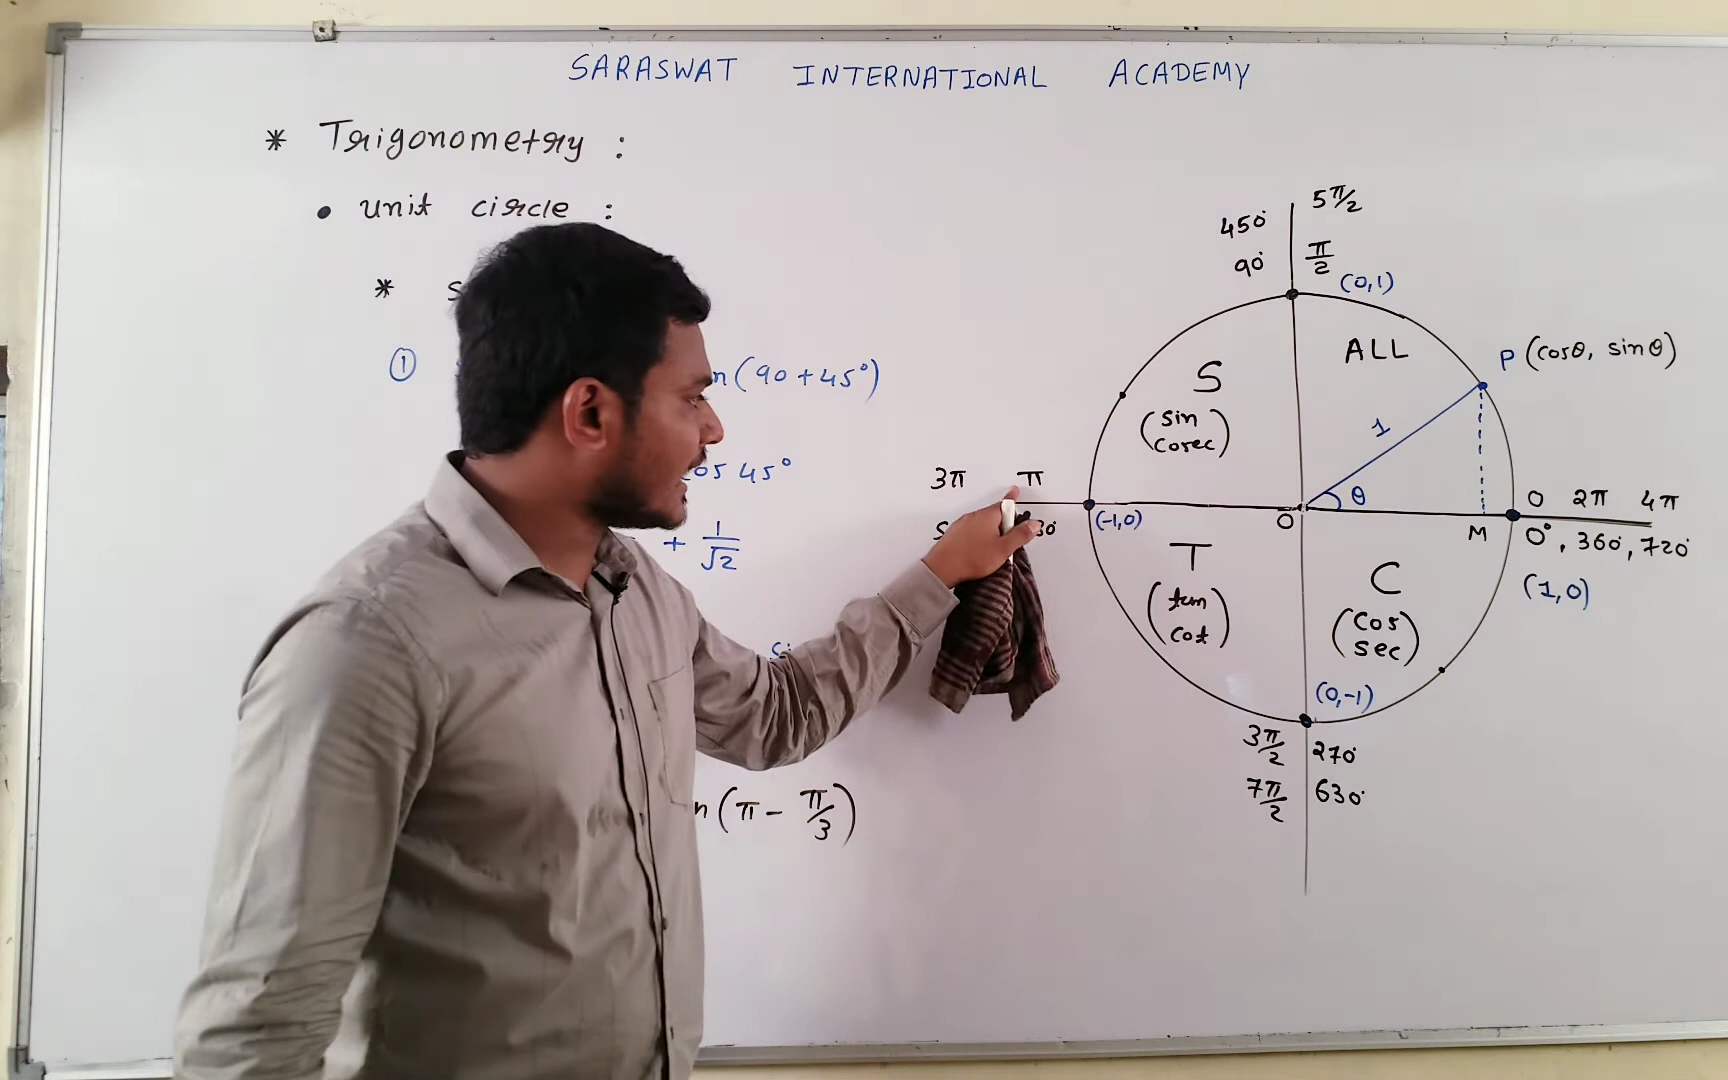 SARASWAT INTERNATIONAL ACADEMY
* Trigonometry :
• unit circle :
*
①
(90+45°)
45°
+ 1/√2
(π - π/3)
450° 5π/2
90° π/2
(0,1)
ALL
P (cosθ, sinθ)
S
(sin
cosec)
1
θ
3π π
(-1,0)
O
M
0 2π 4π
0°, 360°, 720°
(1,0)
T
(tan
cot)
C
(cos
sec)
(0,-1)
3π/2 270°
7π/2 630°